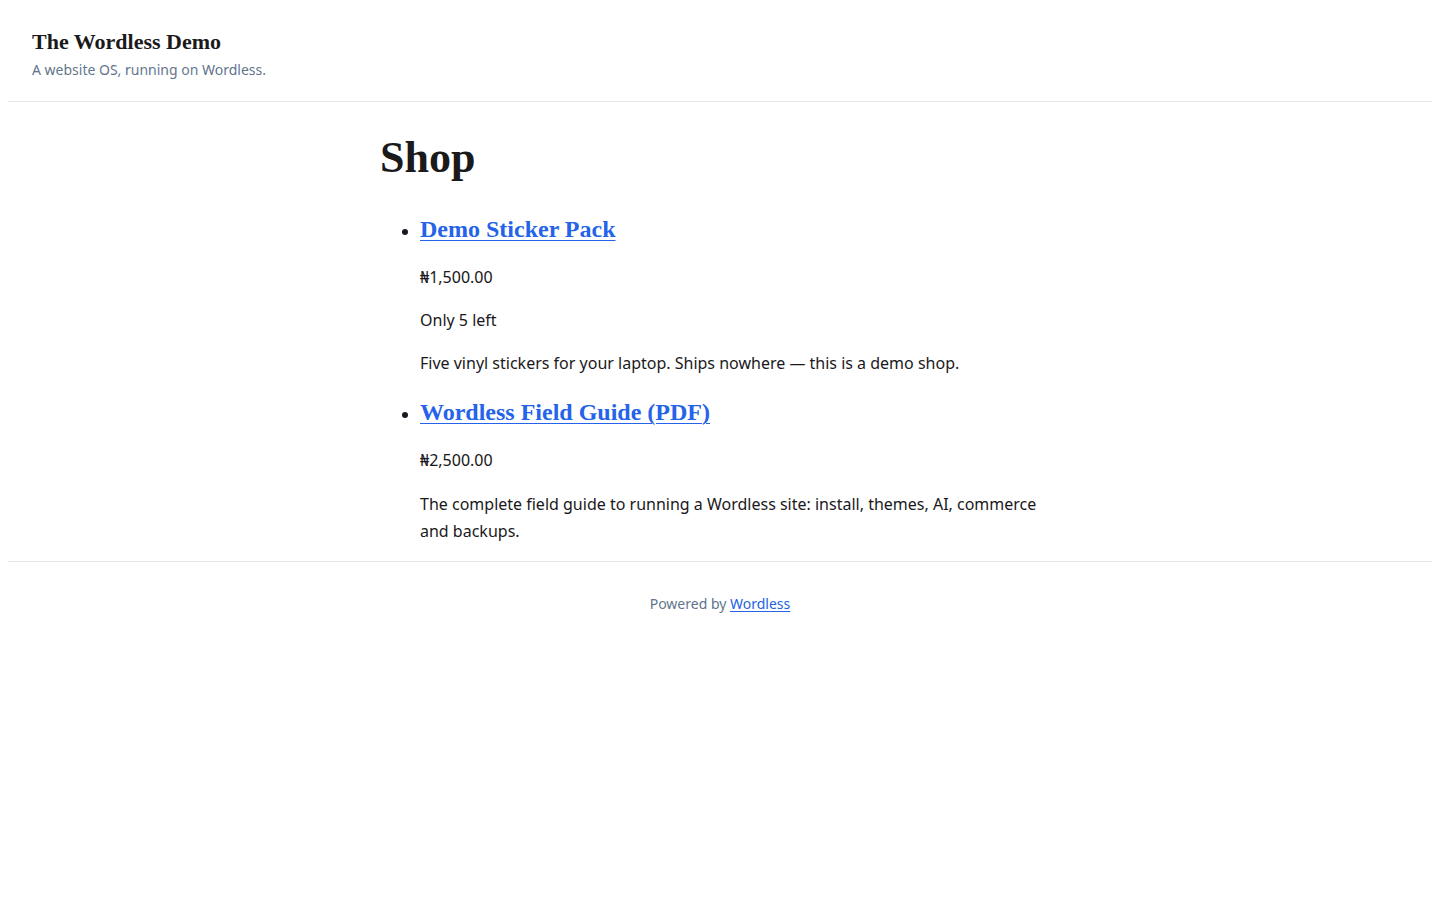 The Wordless Demo
A website OS, running on Wordless.
Shop
Demo Sticker Pack
₦1,500.00
Only 5 left
Five vinyl stickers for your laptop. Ships nowhere — this is a demo shop.
Wordless Field Guide (PDF)
₦2,500.00
The complete field guide to running a Wordless site: install, themes, AI, commerce
and backups.
Powered by Wordless